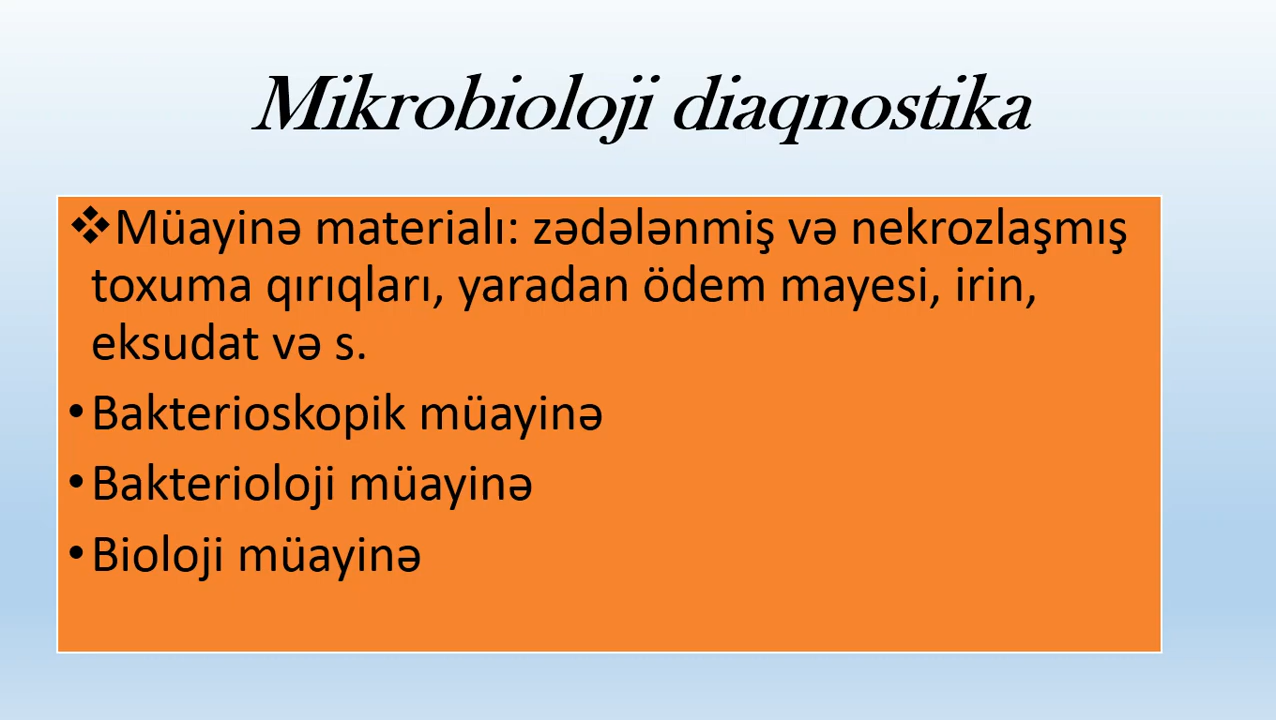 Mikrobioloji diaqnostika
❖Müayinə materialı: zədələnmiş və nekrozlaşmış
toxuma qırıqları, yaradan ödem mayesi, irin,
eksudat və s.
•Bakterioskopik müayinə
•Bakterioloji müayinə
•Bioloji müayinə